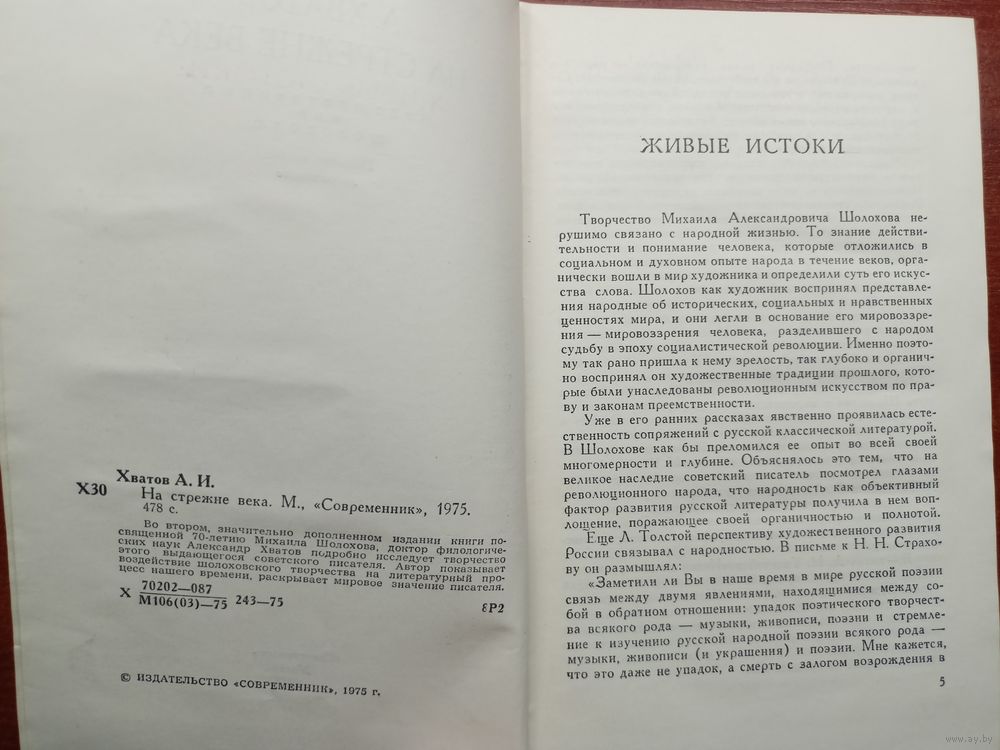 Хватов А. И.
Х30
На стрежне века. М., «Современник», 1975.
478 с.
Во втором, значительно дополненном издании книги по-
священной 70-летию Михаила Шолохова, доктор филологиче-
ских наук Александр Хватов подробно исследует творчество
этого выдающегося советского писателя. Автор показывает
воздействие шолоховского творчества на литературный про-
цесс нашего времени, раскрывает мировое значение писателя.
Х 70202—087
М106(03)—75 243—75
8Р2
© ИЗДАТЕЛЬСТВО «СОВРЕМЕННИК», 1975 г.
ЖИВЫЕ ИСТОКИ
Творчество Михаила Александровича Шолохова не-
рушимо связано с народной жизнью. То знание действи-
тельности и понимание человека, которые отложились в
социальном и духовном опыте народа в течение веков, орга-
нически вошли в мир художника и определили суть его искус-
ства слова. Шолохов как художник воспринял представле-
ния народные об исторических, социальных и нравственных
ценностях мира, и они легли в основание его мировоззре-
ния — мировоззрения человека, разделившего с народом
судьбу в эпоху социалистической революции. Именно поэтому
так рано пришла к нему зрелость, так глубоко и органич-
но воспринял он художественные традиции прошлого, кото-
рые были унаследованы революционным искусством по пра-
ву и законам преемственности.
Уже в его ранних рассказах явственно проявилась есте-
ственность сопряжений с русской классической литературой.
В Шолохове как бы преломился ее опыт во всей своей
многомерности и глубине. Объяснялось это тем, что на
великое наследие советский писатель посмотрел глазами
революционного народа, что народность как объективный
фактор развития русской литературы получила в нем воп-
лощение, поражающее своей органичностью и полнотой.
Еще Л. Толстой перспективу художественного развития
России связывал с народностью. В письме к Н. Н. Страхо-
ву он размышлял:
«Заметили ли Вы в наше время в мире русской поэзии
связь между двумя явлениями, находящимися между со-
бой в обратном отношении: упадок поэтического творчест-
ва всякого рода — музыки, живописи, поэзии и стремле-
ние к изучению русской народной поэзии всякого рода —
музыки, живописи (и украшения) и поэзии. Мне кажется,
что это даже не упадок, а смерть с залогом возрождения в
5
www.ay.by